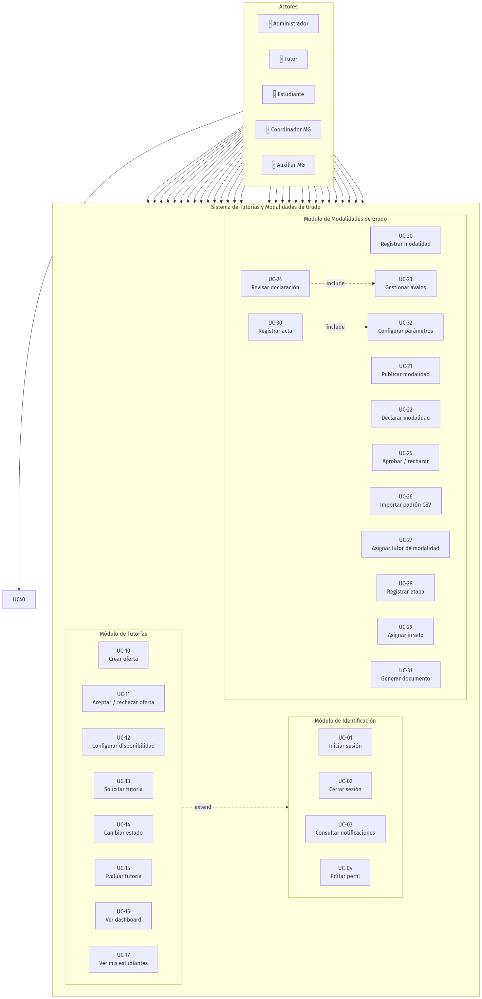 Actores
Administrador
Tutor
Estudiante
Coordinador MG
Auxiliar MG
Sistema de Tutorías y Modalidades de Grado
Módulo de Modalidades de Grado
UC-20
Registrar modalidad
UC-24
Revisar declaración
include
UC-23
Gestionar avales
UC-30
Registrar acta
include
UC-32
Configurar parámetros
UC-21
Publicar modalidad
UC-22
Declarar modalidad
UC-25
Aprobar / rechazar
UC-26
Importar padrón CSV
UC-27
Asignar tutor de modalidad
UC-28
Registrar etapa
UC40
UC-29
Asignar jurado
UC-31
Generar documento
Módulo de Tutorías
UC-10
Crear oferta
UC-11
Aceptar / rechazar oferta
UC-12
Configurar disponibilidad
UC-13
Solicitar tutoría
UC-14
Cambiar estado
UC-15
Evaluar tutoría
UC-16
Ver dashboard
UC-17
Ver mis estudiantes
extend
Módulo de Identificación
UC-01
Iniciar sesión
UC-02
Cerrar sesión
UC-03
Consultar notificaciones
UC-04
Editar perfil